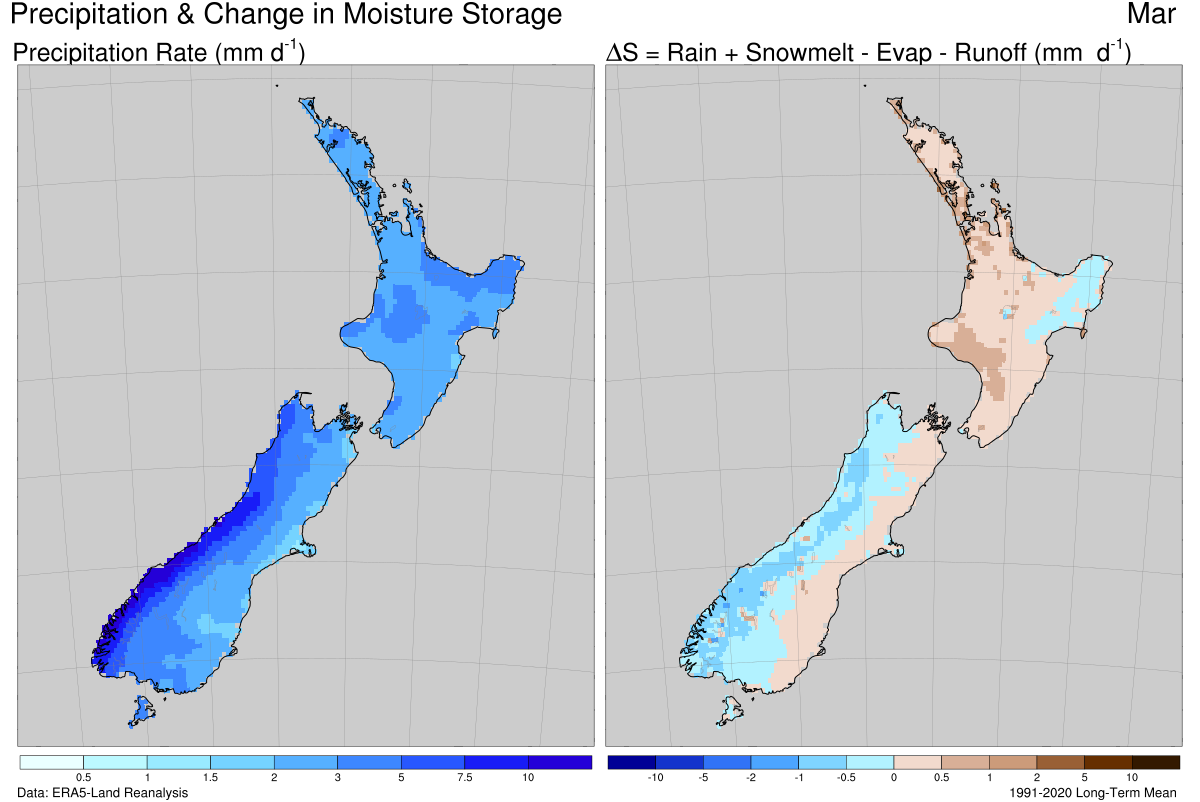 Precipitation & Change in Moisture Storage Mar
Precipitation Rate (mm d⁻¹) ΔS = Rain + Snowmelt - Evap - Runoff (mm d⁻¹)
0.5 1 1.5 2 3 5 7.5 10 -10 -5 -2 -1 -0.5 0 0.5 1 2 5 10
Data: ERA5-Land Reanalysis 1991-2020 Long-Term Mean